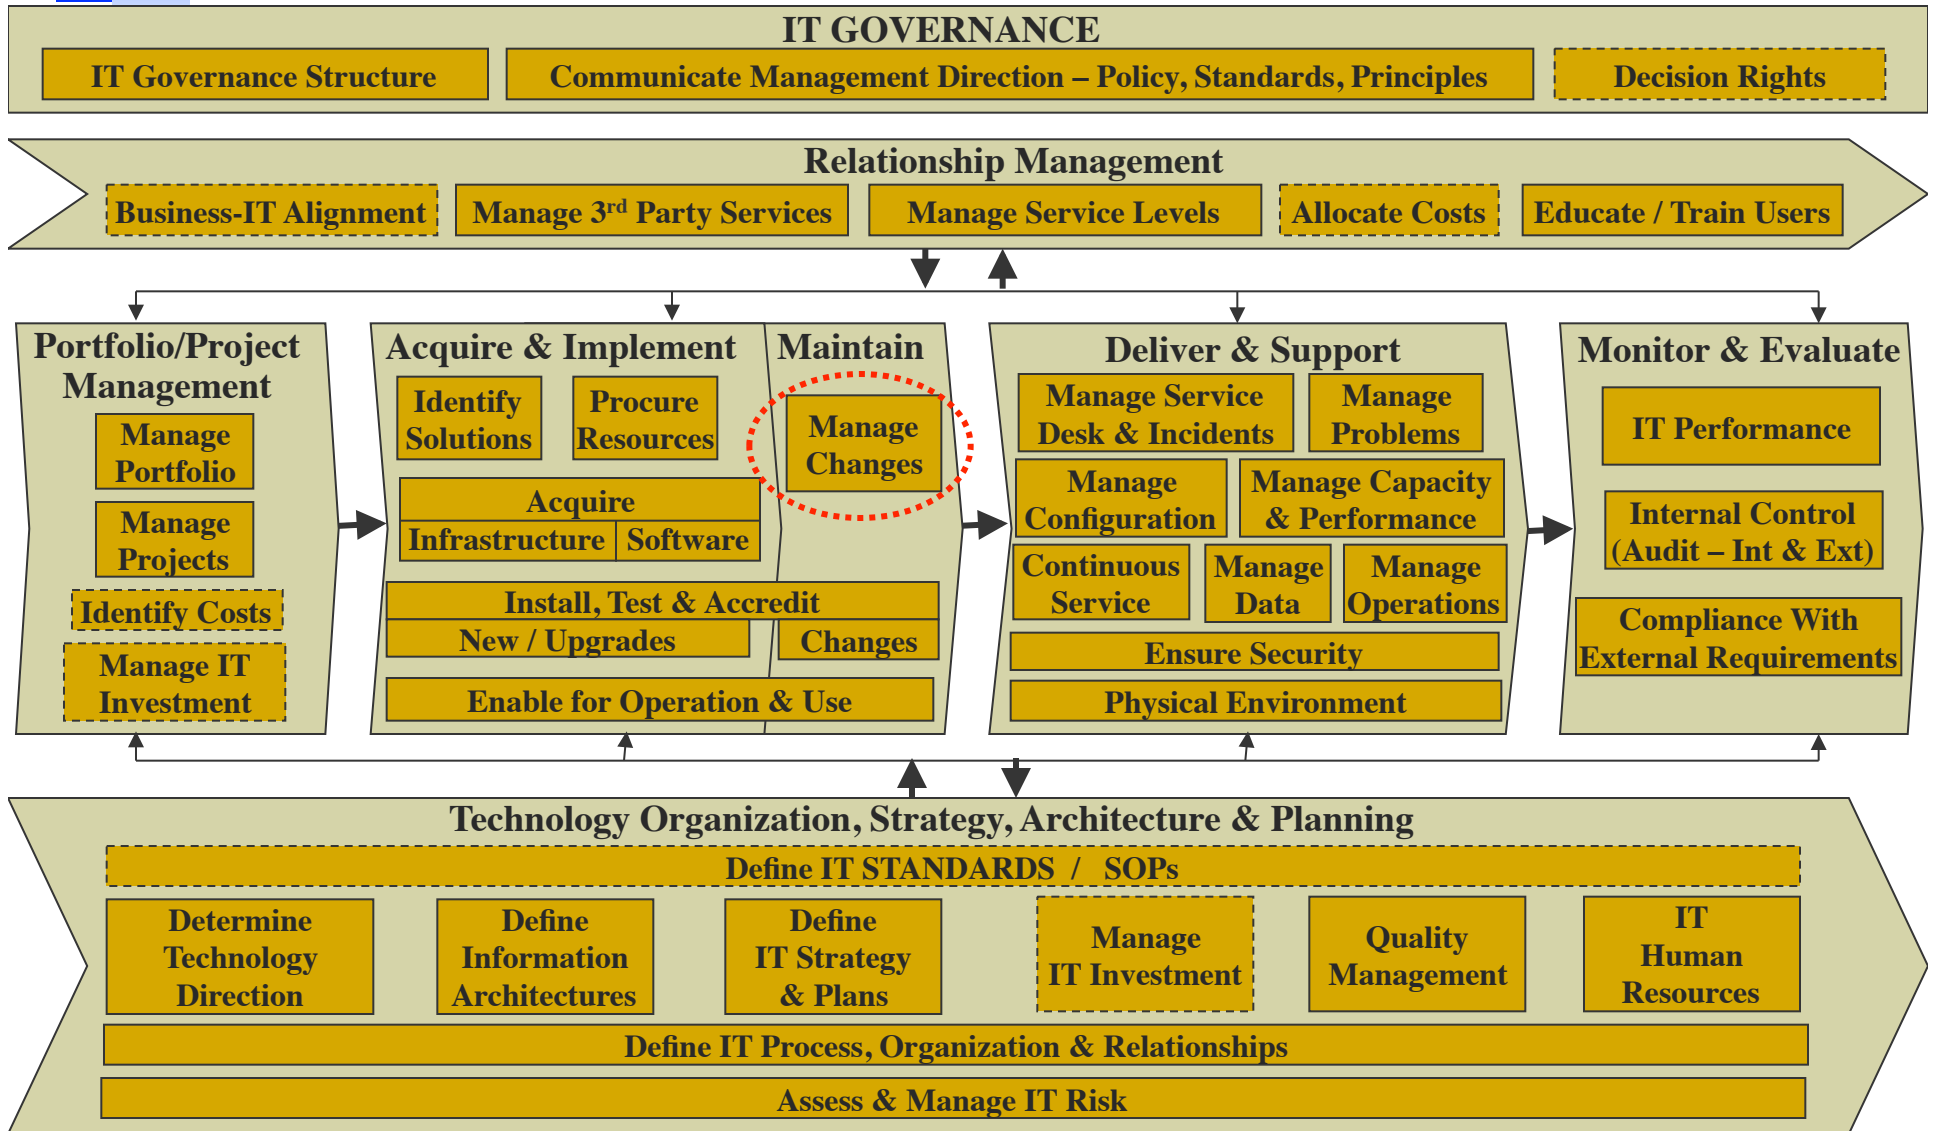 IT GOVERNANCE
IT Governance Structure
Communicate Management Direction – Policy, Standards, Principles
Decision Rights
Relationship Management
Business-IT Alignment
Manage 3rd Party Services
Manage Service Levels
Allocate Costs
Educate / Train Users
Portfolio/Project
Management
Manage
Portfolio
Manage
Projects
Identify Costs
Manage IT
Investment
Acquire & Implement
Maintain
Identify
Solutions
Procure
Resources
Manage
Changes
Acquire
Infrastructure
Software
Install, Test & Accredit
New / Upgrades
Changes
Enable for Operation & Use
Deliver & Support
Manage Service
Desk & Incidents
Manage
Problems
Manage
Configuration
Manage Capacity
& Performance
Continuous
Service
Manage
Data
Manage
Operations
Ensure Security
Physical Environment
Monitor & Evaluate
IT Performance
Internal Control
(Audit – Int & Ext)
Compliance With
External Requirements
Technology Organization, Strategy, Architecture & Planning
Define IT STANDARDS / SOPs
Determine
Technology
Direction
Define
Information
Architectures
Define
IT Strategy
& Plans
Manage
IT Investment
Quality
Management
IT
Human
Resources
Define IT Process, Organization & Relationships
Assess & Manage IT Risk